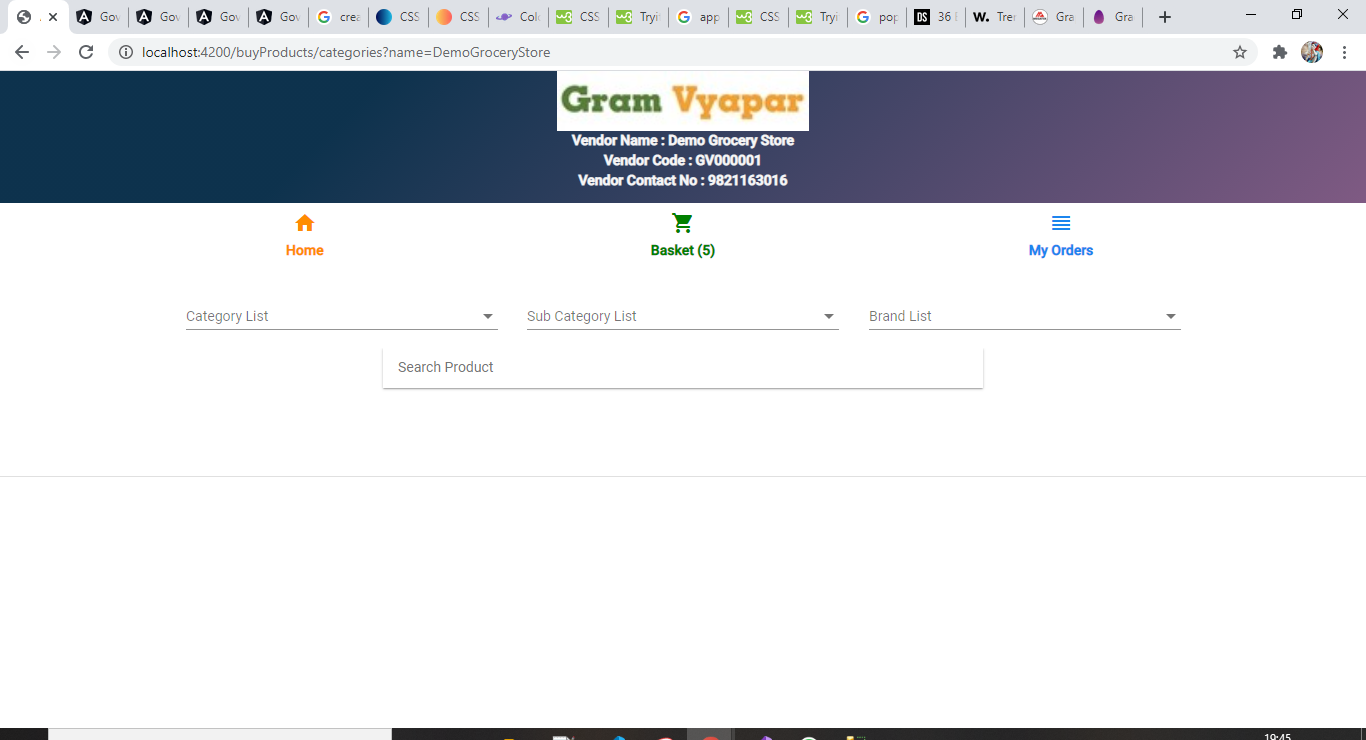 Gov
Gov
Gov
Gov
crea
CSS
CSS
Colo
CSS
Tryi
app
CSS
Tryi
pop
DS
36
W.
Tren
Gra
Gra
localhost:4200/buyProducts/categories?name=DemoGroceryStore
Gram Vyapar
Vendor Name : Demo Grocery Store
Vendor Code : GV000001
Vendor Contact No : 9821163016
Home
Basket (5)
My Orders
Category List
Sub Category List
Brand List
Search Product
19:45